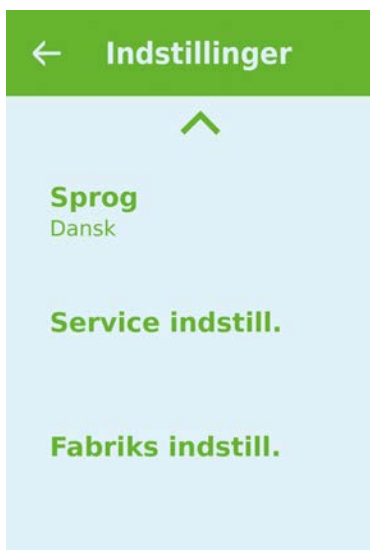 Indstillinger
Sprog
Dansk
Service indstill.
Fabriks indstill.